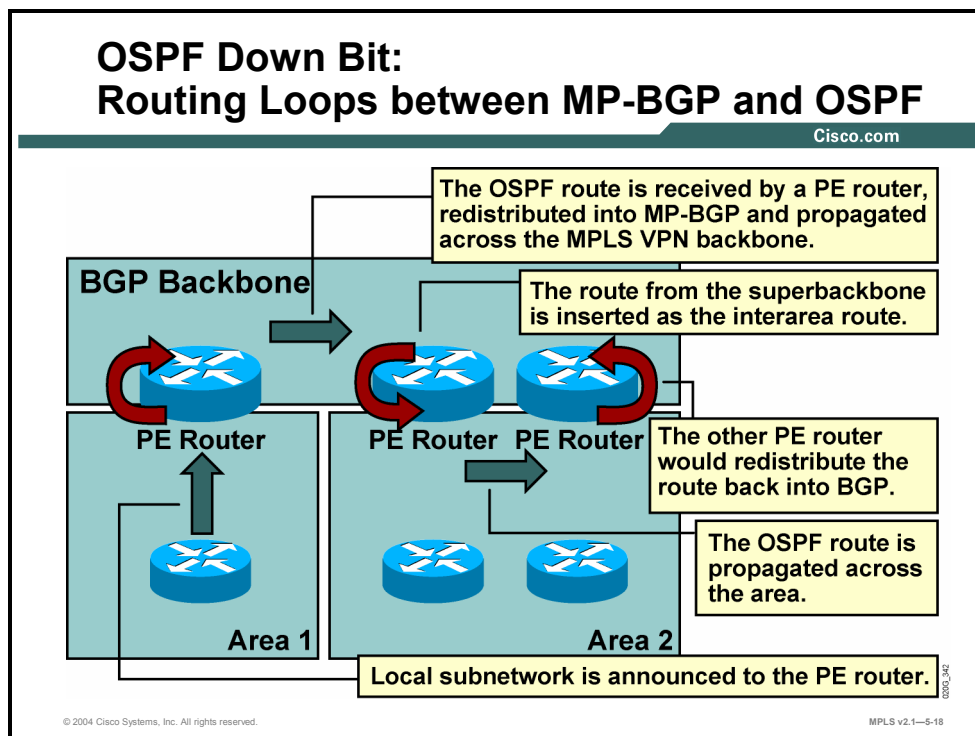 OSPF Down Bit:
Routing Loops between MP-BGP and OSPF
Cisco.com
The OSPF route is received by a PE router,
redistributed into MP-BGP and propagated
across the MPLS VPN backbone.
BGP Backbone
The route from the superbackbone
is inserted as the interarea route.
PE Router
PE Router
PE Router
The other PE router
would redistribute the
route back into BGP.
The OSPF route is
propagated across
the area.
Area 1
Area 2
Local subnetwork is announced to the PE router.
020G_342
© 2004 Cisco Systems, Inc. All rights reserved.
MPLS v2.1—5-18